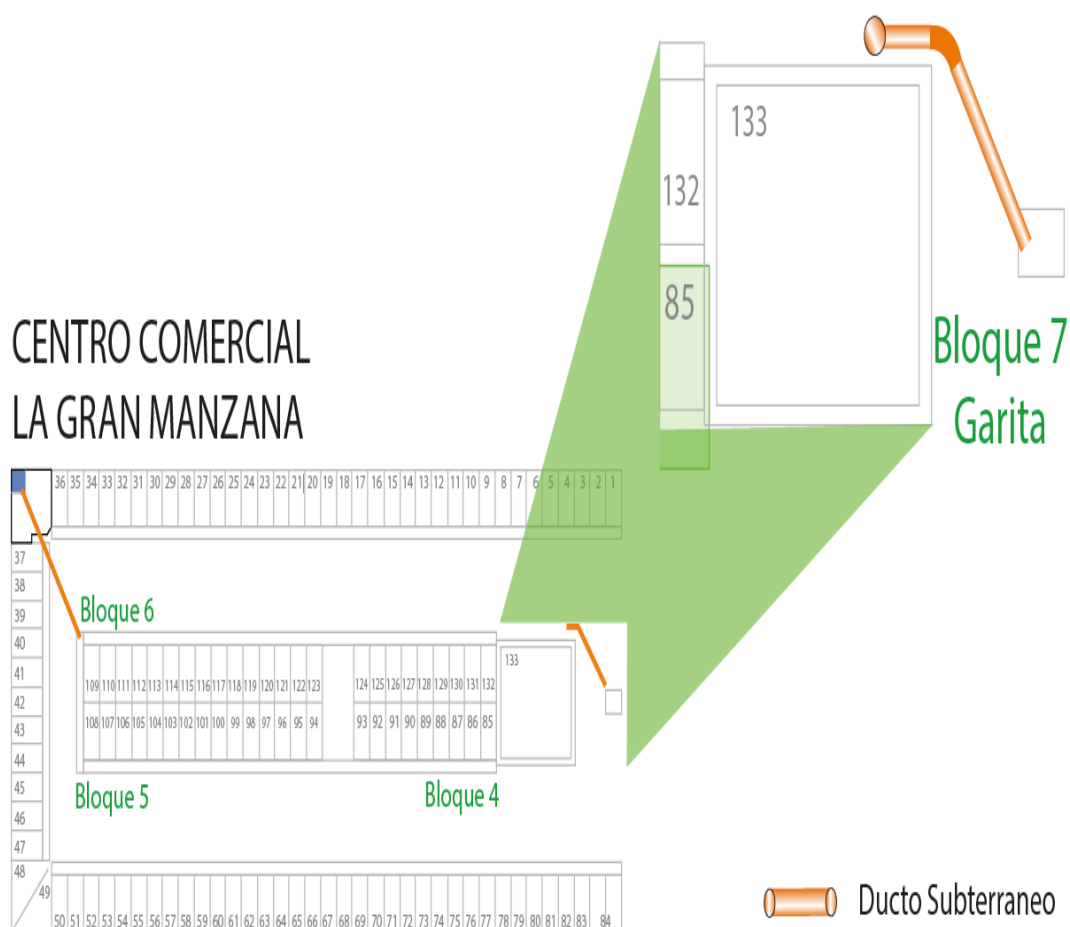 133
132
85
Bloque 7
Garita
CENTRO COMERCIAL
LA GRAN MANZANA
36 35 34 33 32 31 30 29 28 27 26 25 24 23 22 21 20 19 18 17 16 15 14 13 12 11 10 9 8 7 6 5 4 3 2 1
37
38
39
40
41
42
43
44
45
46
47
48
49
Bloque 6
133
109 110 111 112 113 114 115 116 117 118 119 120 121 122 123 124 125 126 127 128 129 130 131 132
108 107 106 105 104 103 102 101 100 99 98 97 96 95 94 93 92 91 90 89 88 87 86 85
Bloque 5
Bloque 4
50 51 52 53 54 55 56 57 58 59 60 61 62 63 64 65 66 67 68 69 70 71 72 73 74 75 76 77 78 79 80 81 82 83 84
Ducto Subterraneo